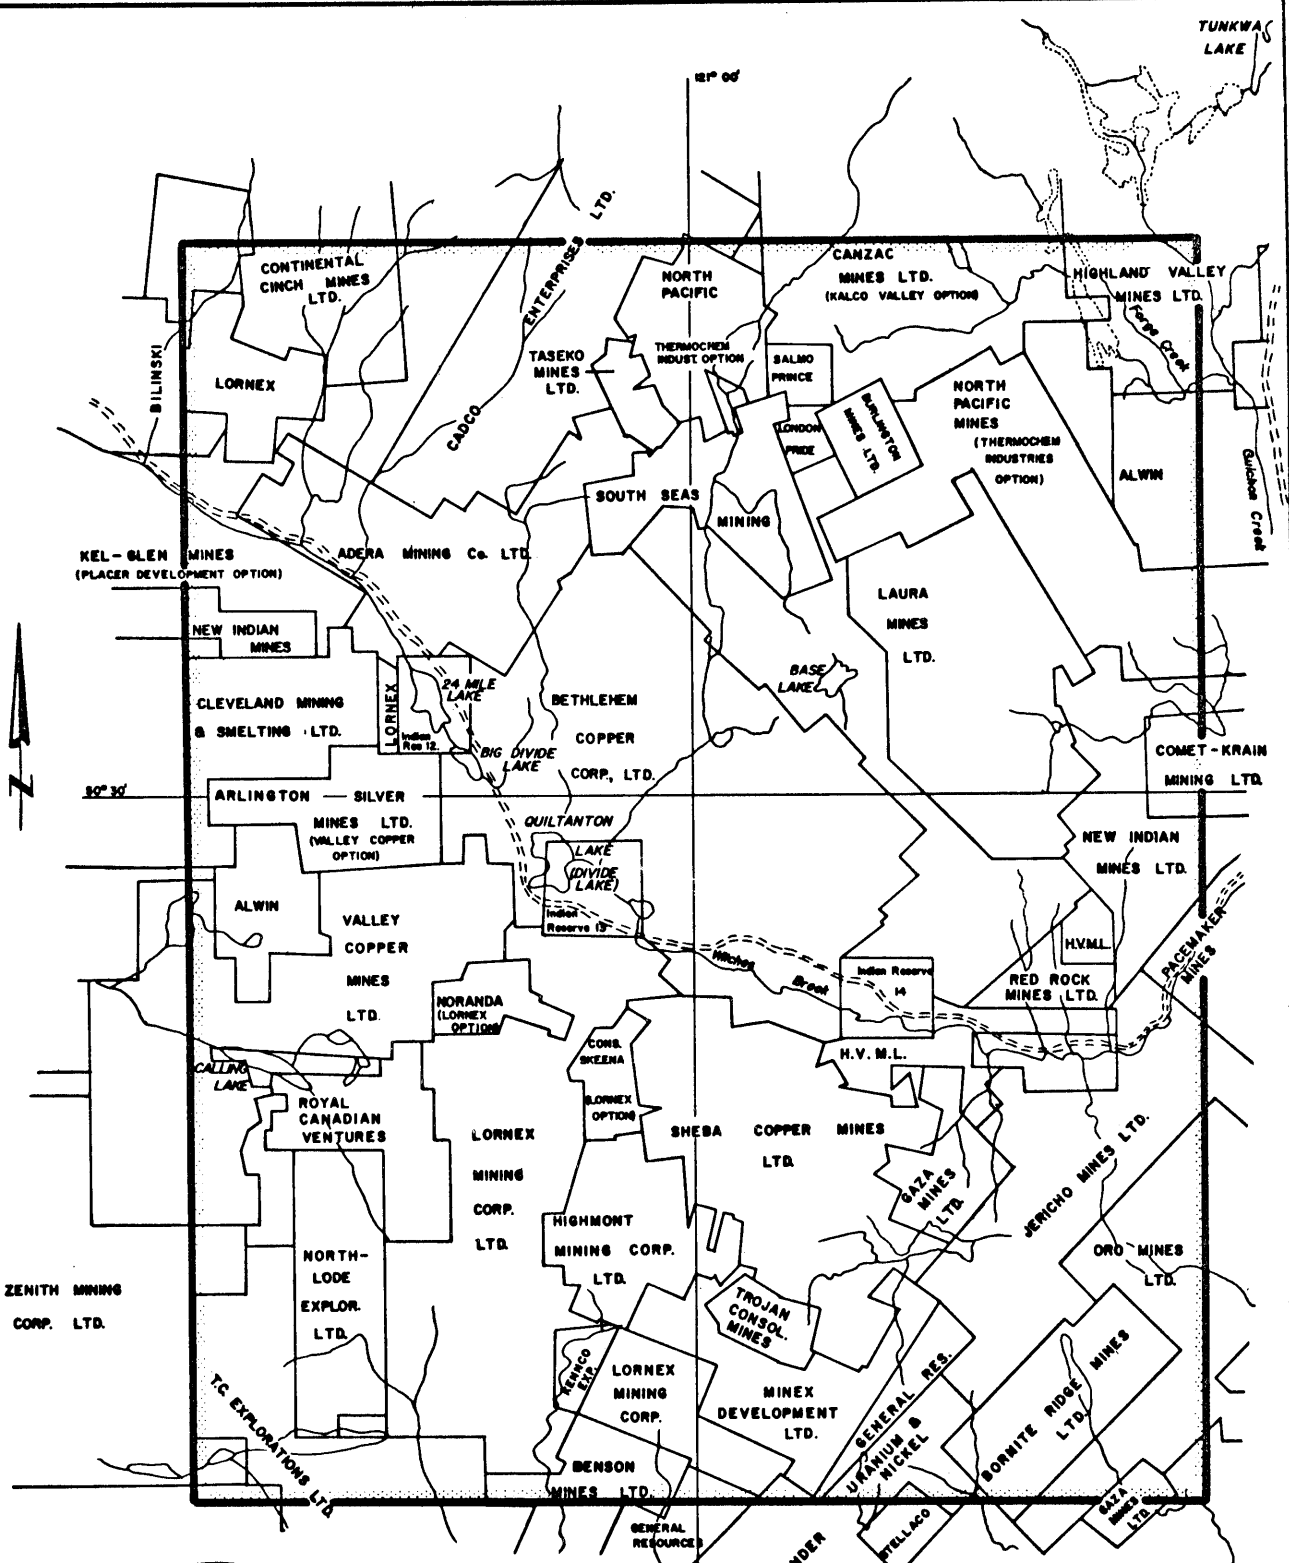 TUNKWA
LAKE
121° 00'
CONTINENTAL
CINCH MINES
LTD.
CADCO ENTERPRISES LTD.
NORTH
PACIFIC
CANZAC
MINES LTD.
(KALCO VALLEY OPTION)
HIGHLAND VALLEY
MINES LTD.
Forge Creek
BILINSKI
LORNEX
TASEKO
MINES
LTD.
THERMOCHEM
INDUST. OPTION
SALMO
PRINCE
LONDON
PRIDE
BURLINGTON
MINES LTD.
NORTH
PACIFIC
MINES
(THERMOCHEM
INDUSTRIES
OPTION)
ALWIN
Guichon Creek
SOUTH SEAS
MINING
KEL-GLEN MINES
(PLACER DEVELOPMENT OPTION)
ADERA MINING Co. LTD.
LAURA
MINES
LTD.
NEW INDIAN
MINES
CLEVELAND MINING
& SMELTING LTD.
LORNEX
24 MILE
LAKE
Indian
Res 12.
BIG DIVIDE
LAKE
BETHLEHEM
COPPER
CORP., LTD.
BASE
LAKE
COMET-KRAIN
MINING LTD.
N
50° 30'
ARLINGTON SILVER
MINES LTD.
(VALLEY COPPER
OPTION)
QUILTANTON
LAKE
(DIVIDE
LAKE)
Indian
Reserve 13
NEW INDIAN
MINES LTD.
ALWIN
VALLEY
COPPER
MINES
LTD.
H.V.M.L.
PACEMAKER
MINES
Witches Brook
Indian Reserve
14
RED ROCK
MINES LTD.
NORANDA
(LORNEX
OPTION)
CONS.
SKEENA
(LORNEX
OPTION)
H.V.M.L.
CALLING
LAKE
ROYAL
CANADIAN
VENTURES
LORNEX
MINING
CORP.
LTD.
SHEBA COPPER MINES
LTD.
GAZA
MINES
LTD.
JERICHO MINES LTD.
HIGHMONT
MINING CORP.
LTD.
ORO MINES
LTD.
ZENITH MINING
CORP. LTD.
NORTH-
LODE
EXPLOR.
LTD.
TROJAN
CONSOL.
MINES
KENNCO
EXP.
LORNEX
MINING
CORP.
MINEX
DEVELOPMENT
LTD.
GENERAL RES.
URANIUM &
NICKEL
BORMITE RIDGE MINES
LTD.
T.C. EXPLORATIONS LTD.
BENSON
MINES LTD.
GENERAL
RESOURCES
STELLACO
GAZA
MINES
LTD.
NDER